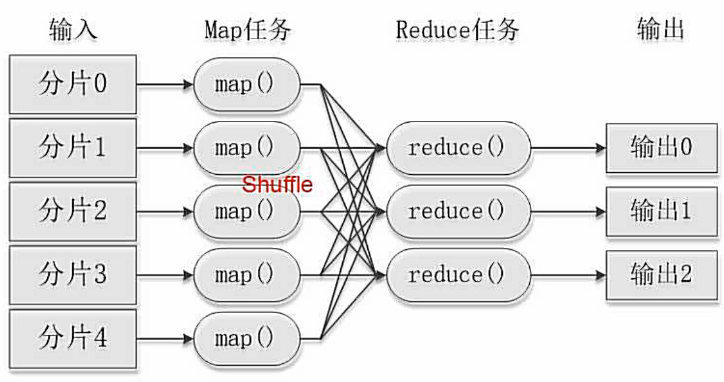 输入 Map任务 Reduce任务 输出
分片0 map()
分片1 map() reduce() 输出0
Shuffle
分片2 map() reduce() 输出1
分片3 map() reduce() 输出2
分片4 map()